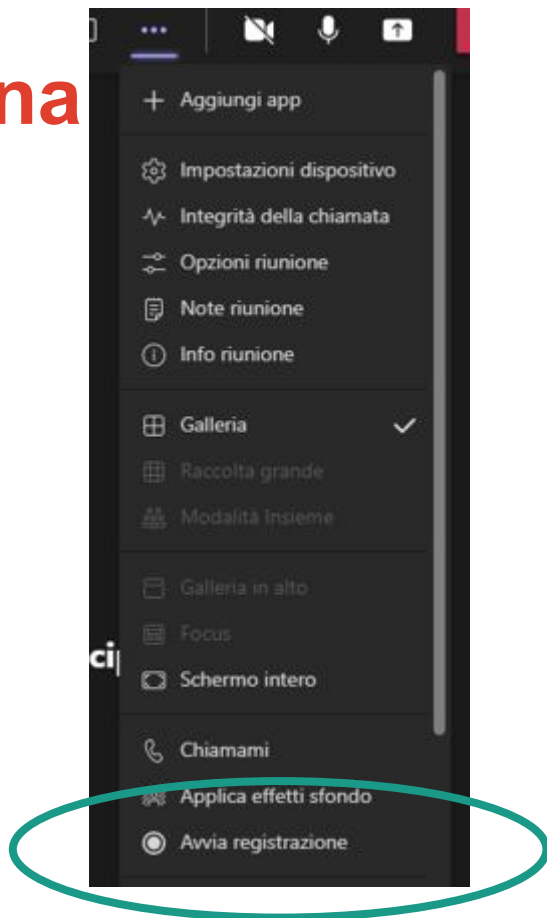 na
Aggiungi app
Impostazioni dispositivo
Integrità della chiamata
Opzioni riunione
Note riunione
Info riunione
Galleria
Raccolta grande
Modalità Insieme
Galleria in alto
Focus
cip
Schermo intero
Chiamami
Applica effetti sfondo
Avvia registrazione